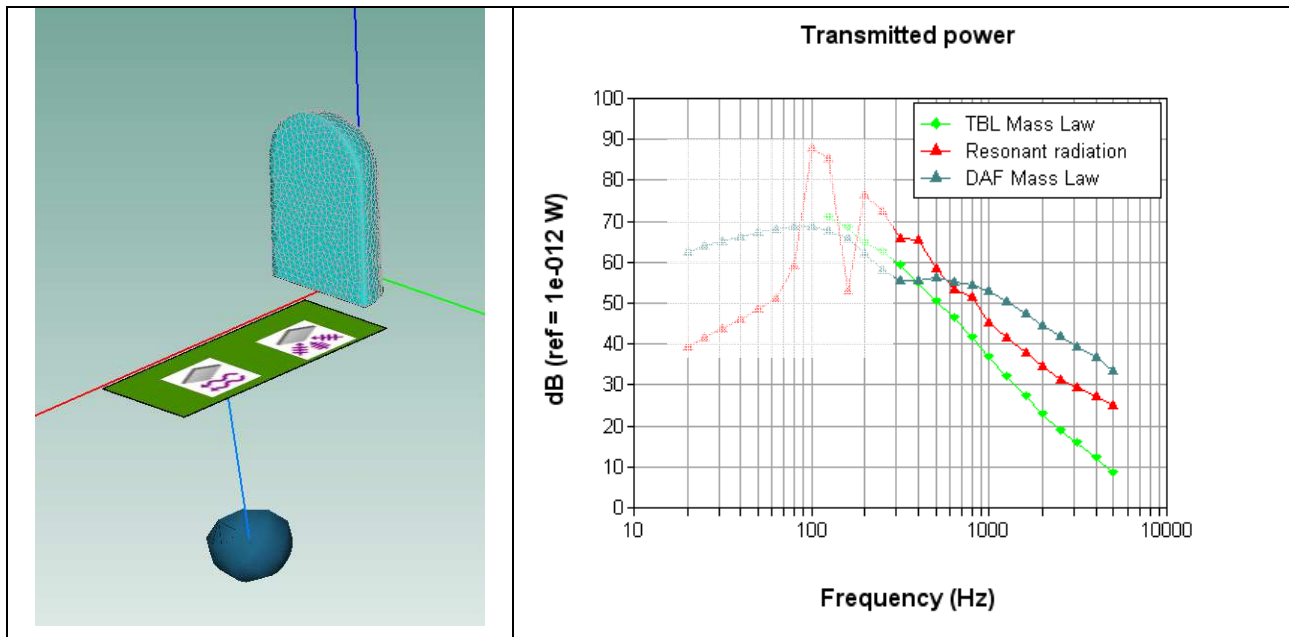 Transmitted power
100
90
80
70
60
50
40
30
20
10
0
TBL Mass Law
Resonant radiation
DAF Mass Law
dB (ref = 1e-012 W)
10
100
1000
10000
Frequency (Hz)